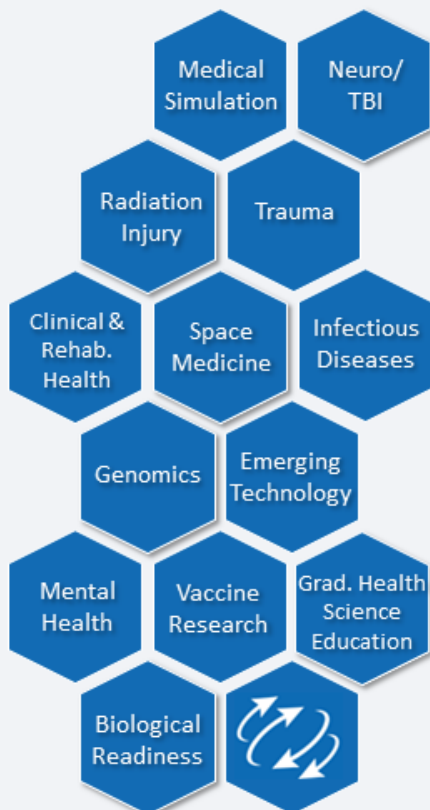 Medical
Simulation
Neuro/
TBI
Radiation
Injury
Trauma
Clinical &
Rehab.
Health
Space
Medicine
Infectious
Diseases
Genomics
Emerging
Technology
Mental
Health
Vaccine
Research
Grad. Health
Science
Education
Biological
Readiness